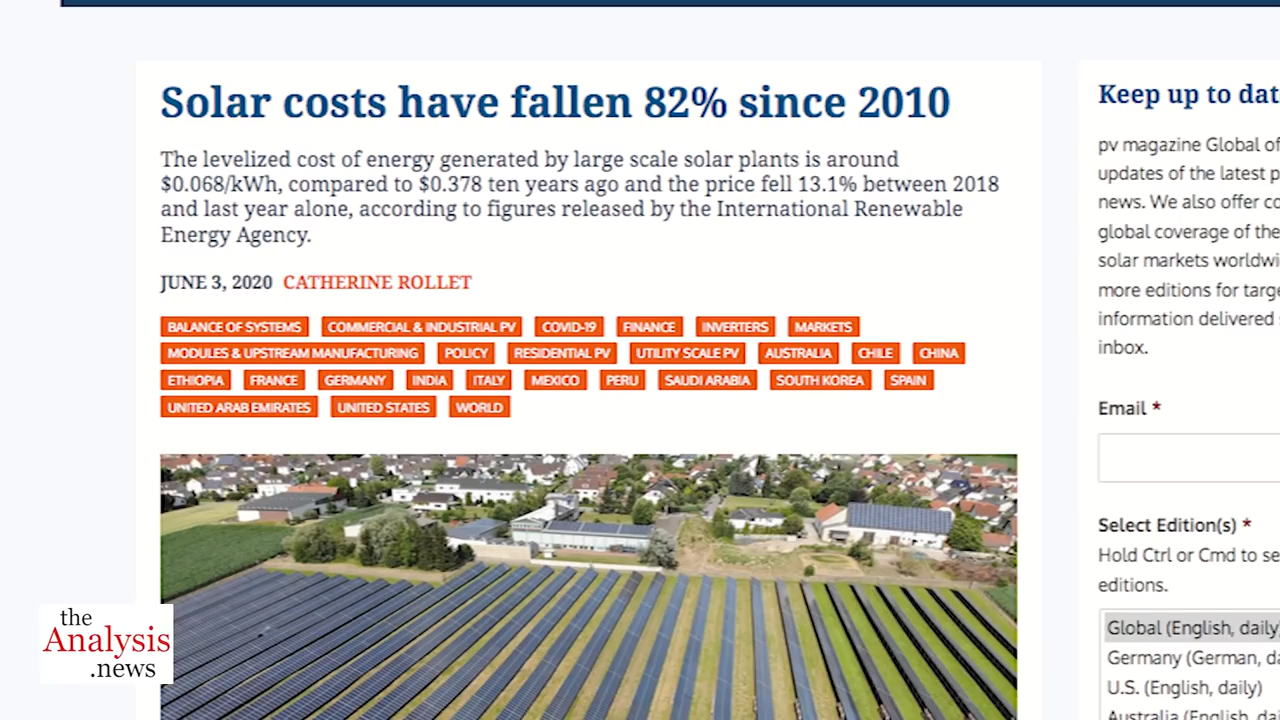 Solar costs have fallen 82% since 2010
The levelized cost of energy generated by large scale solar plants is around
$0.068/kWh, compared to $0.378 ten years ago and the price fell 13.1% between 2018
and last year alone, according to figures released by the International Renewable
Energy Agency.
JUNE 3, 2020 CATHERINE ROLLET
BALANCE OF SYSTEMS COMMERCIAL & INDUSTRIAL PV COVID-19 FINANCE INVERTERS MARKETS
MODULES & UPSTREAM MANUFACTURING POLICY RESIDENTIAL PV UTILITY SCALE PV AUSTRALIA CHILE CHINA
ETHIOPIA FRANCE GERMANY INDIA ITALY MEXICO PERU SAUDI ARABIA SOUTH KOREA SPAIN
UNITED ARAB EMIRATES UNITED STATES WORLD
the
Analysis
.news
Keep up to dat
pv magazine Global of
updates of the latest p
news. We also offer co
global coverage of the
solar markets worldwi
more editions for targe
information delivered
inbox.
Email *
Select Edition(s) *
Hold Ctrl or Cmd to se
editions.
Global (English, daily)
Germany (German, da
U.S. (English, daily)
Australia (English, dai